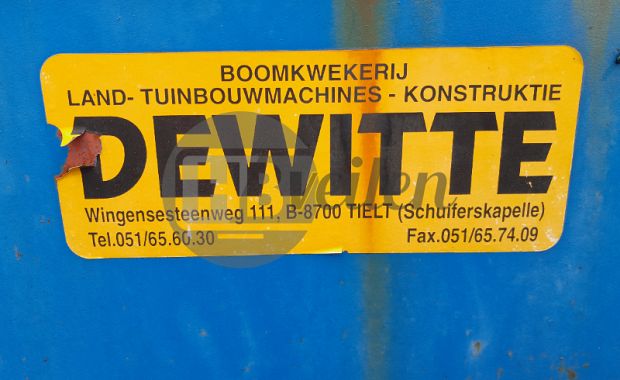 BOOMKWEKERIJ
LAND- TUINBOUWMACHINES - KONSTRUKTIE
DEWITTE
Wingensesteenweg 111, B-8700 TIELT (Schuiferskapelle)
Tel.051/65.60.30 Fax.051/65.74.09